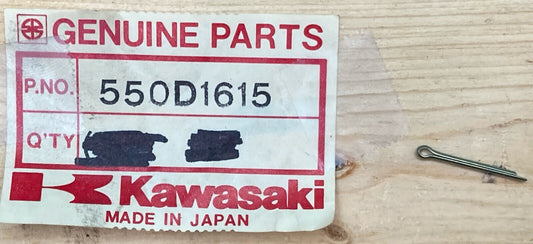 GENUINE PARTS
P.NO. 550D1615
Q'TY
Kawasaki
MADE IN JAPAN